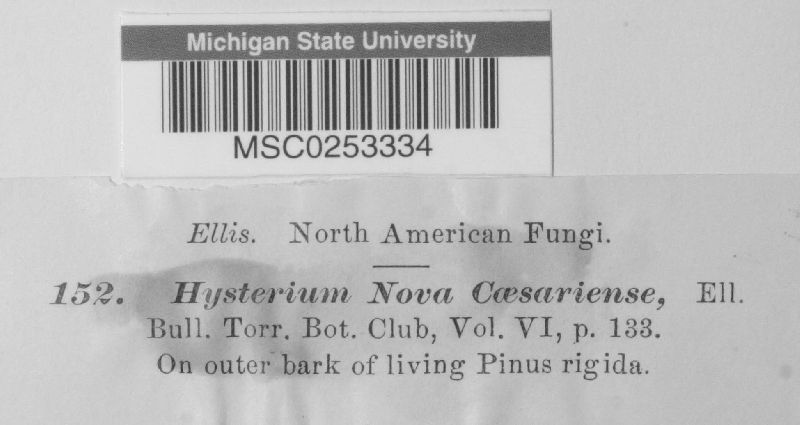 Michigan State University
MSC0253334
Ellis. North American Fungi.
152. Hysterium Nova Cæsariense, Ell.
Bull. Torr. Bot. Club, Vol. VI, p. 133.
On outer bark of living Pinus rigida.